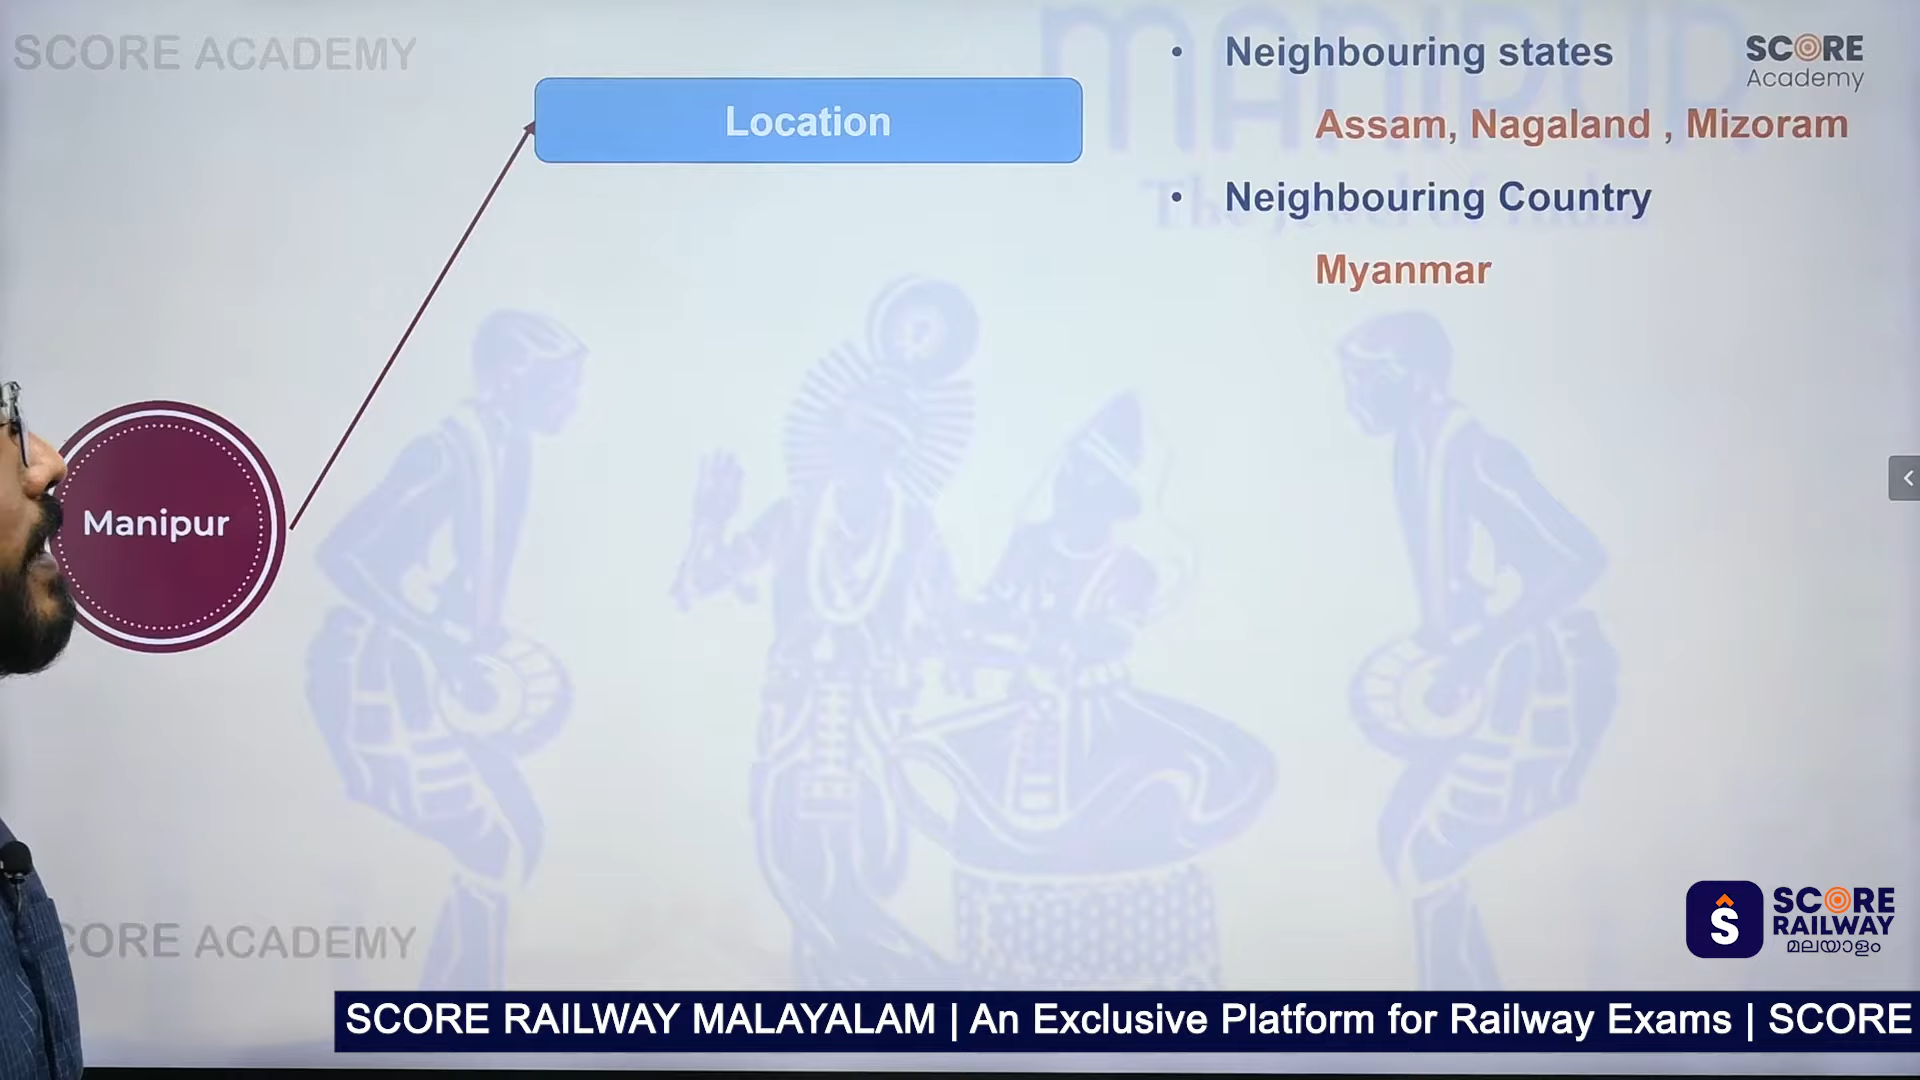 SCORE ACADEMY
MANIPUR
Location
• Neighbouring states
Assam, Nagaland , Mizoram
• Neighbouring Country
Myanmar
SCORE
Academy
Manipur
CORE ACADEMY
SCORE
RAILWAY
മലയാളം
SCORE RAILWAY MALAYALAM | An Exclusive Platform for Railway Exams | SCORE